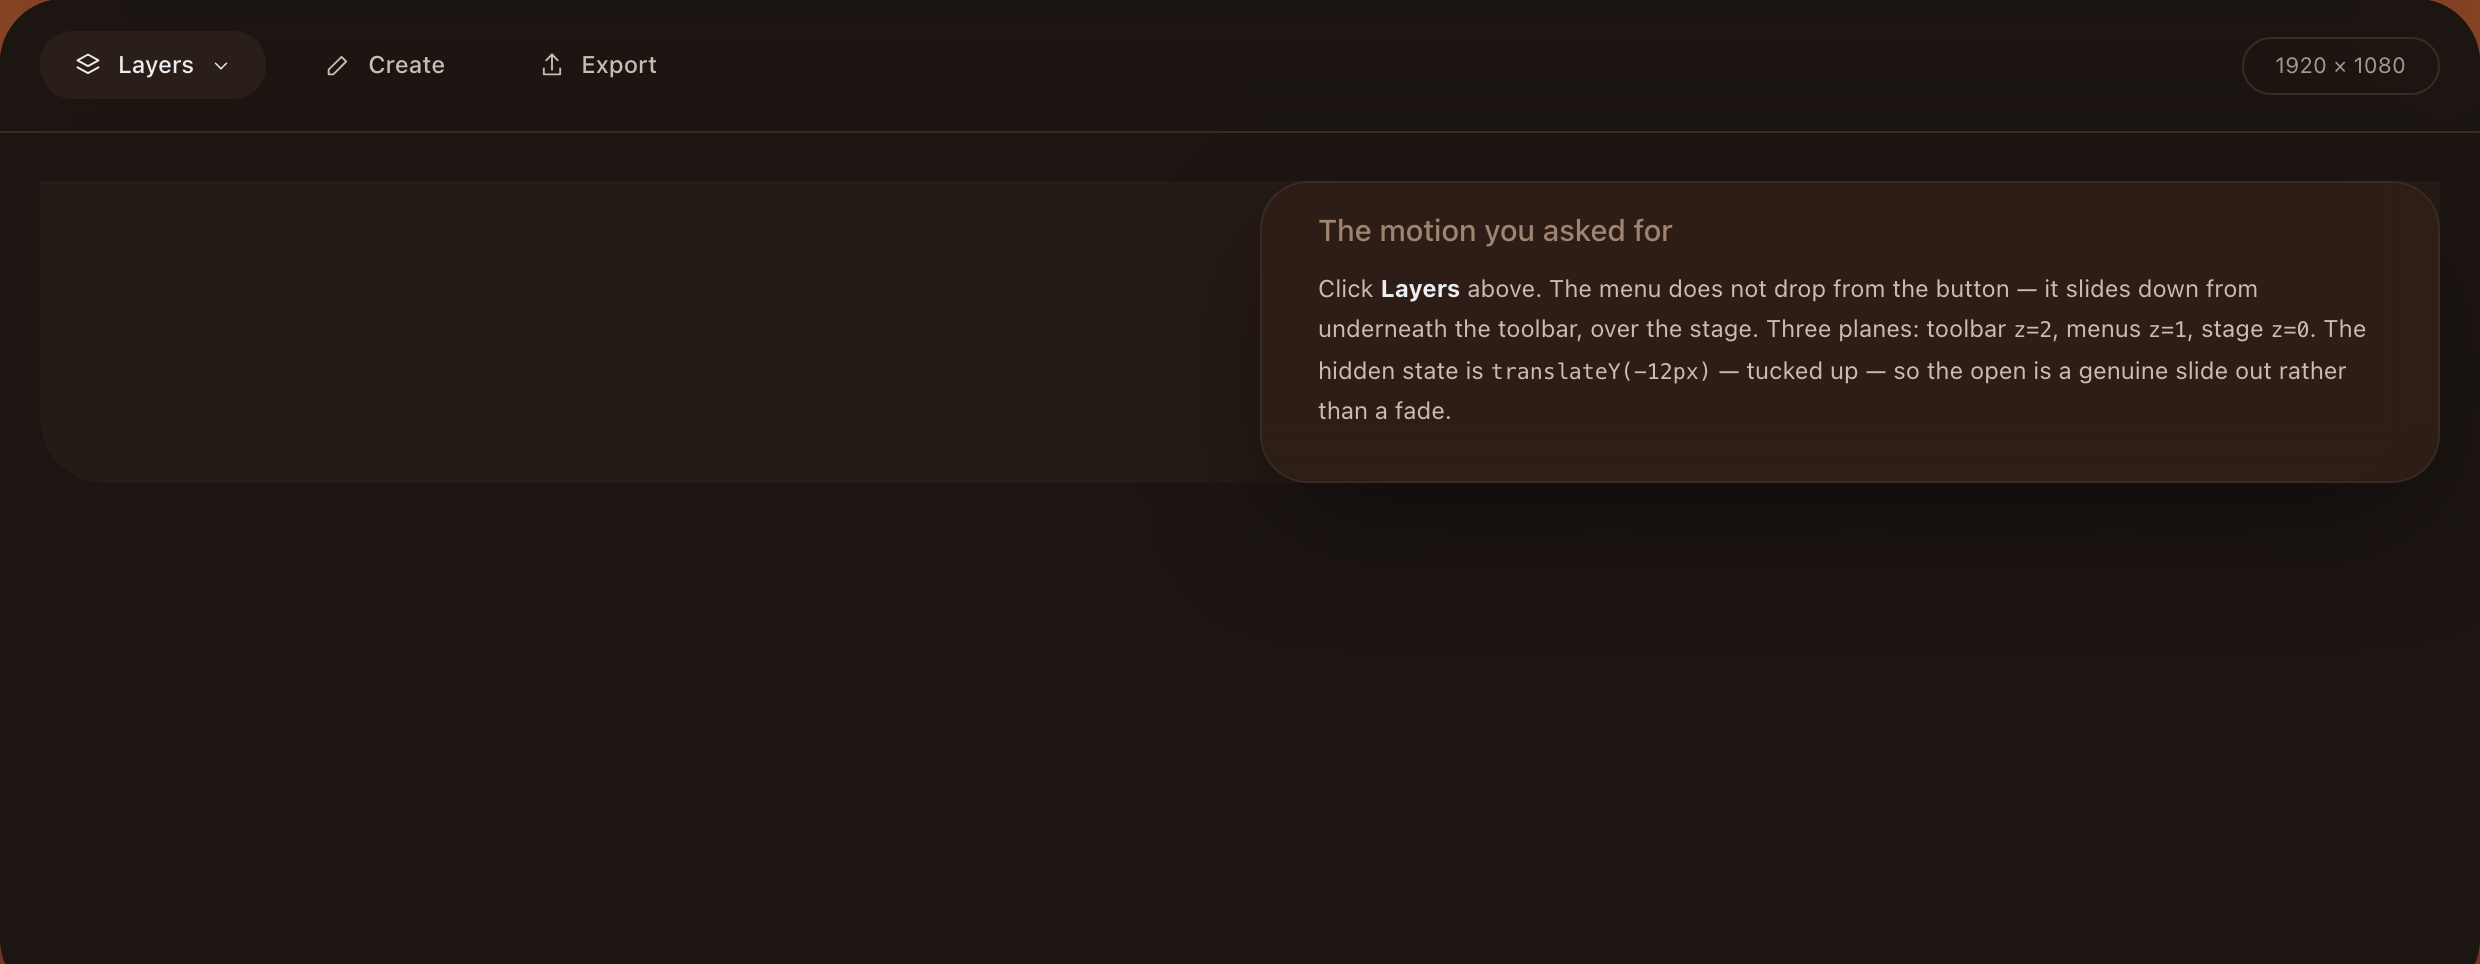 Layers
Create
Export
1920 × 1080
The motion you asked for
Click Layers above. The menu does not drop from the button — it slides down from
underneath the toolbar, over the stage. Three planes: toolbar z=2, menus z=1, stage z=0. The
hidden state is translateY(−12px) — tucked up — so the open is a genuine slide out rather
than a fade.